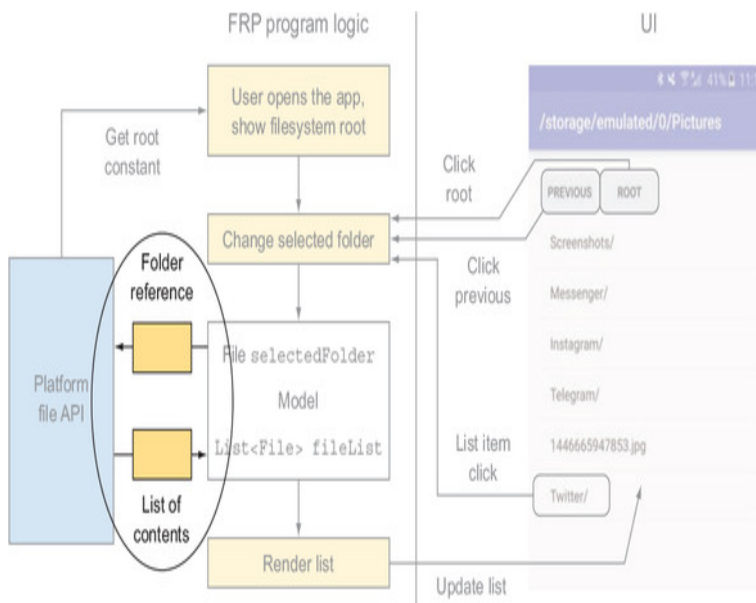 FRP program logic
UI
User opens the app,
show filesystem root
Get root
constant
41% 11:
/storage/emulated/0/Pictures
Click
root
PREVIOUS
ROOT
Change selected folder
Screenshots/
Folder
reference
Click
previous
Messenger/
File selectedFolder
Instagram/
Platform
file API
Model
Telegram/
List<File> fileList
List item
click
1446665947853.jpg
Twitter/
List of
contents
Render list
Update list